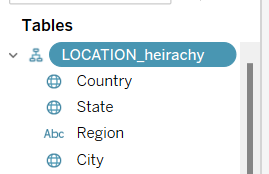 Tables
LOCATION_heirachy
Country
State
Abc Region
City